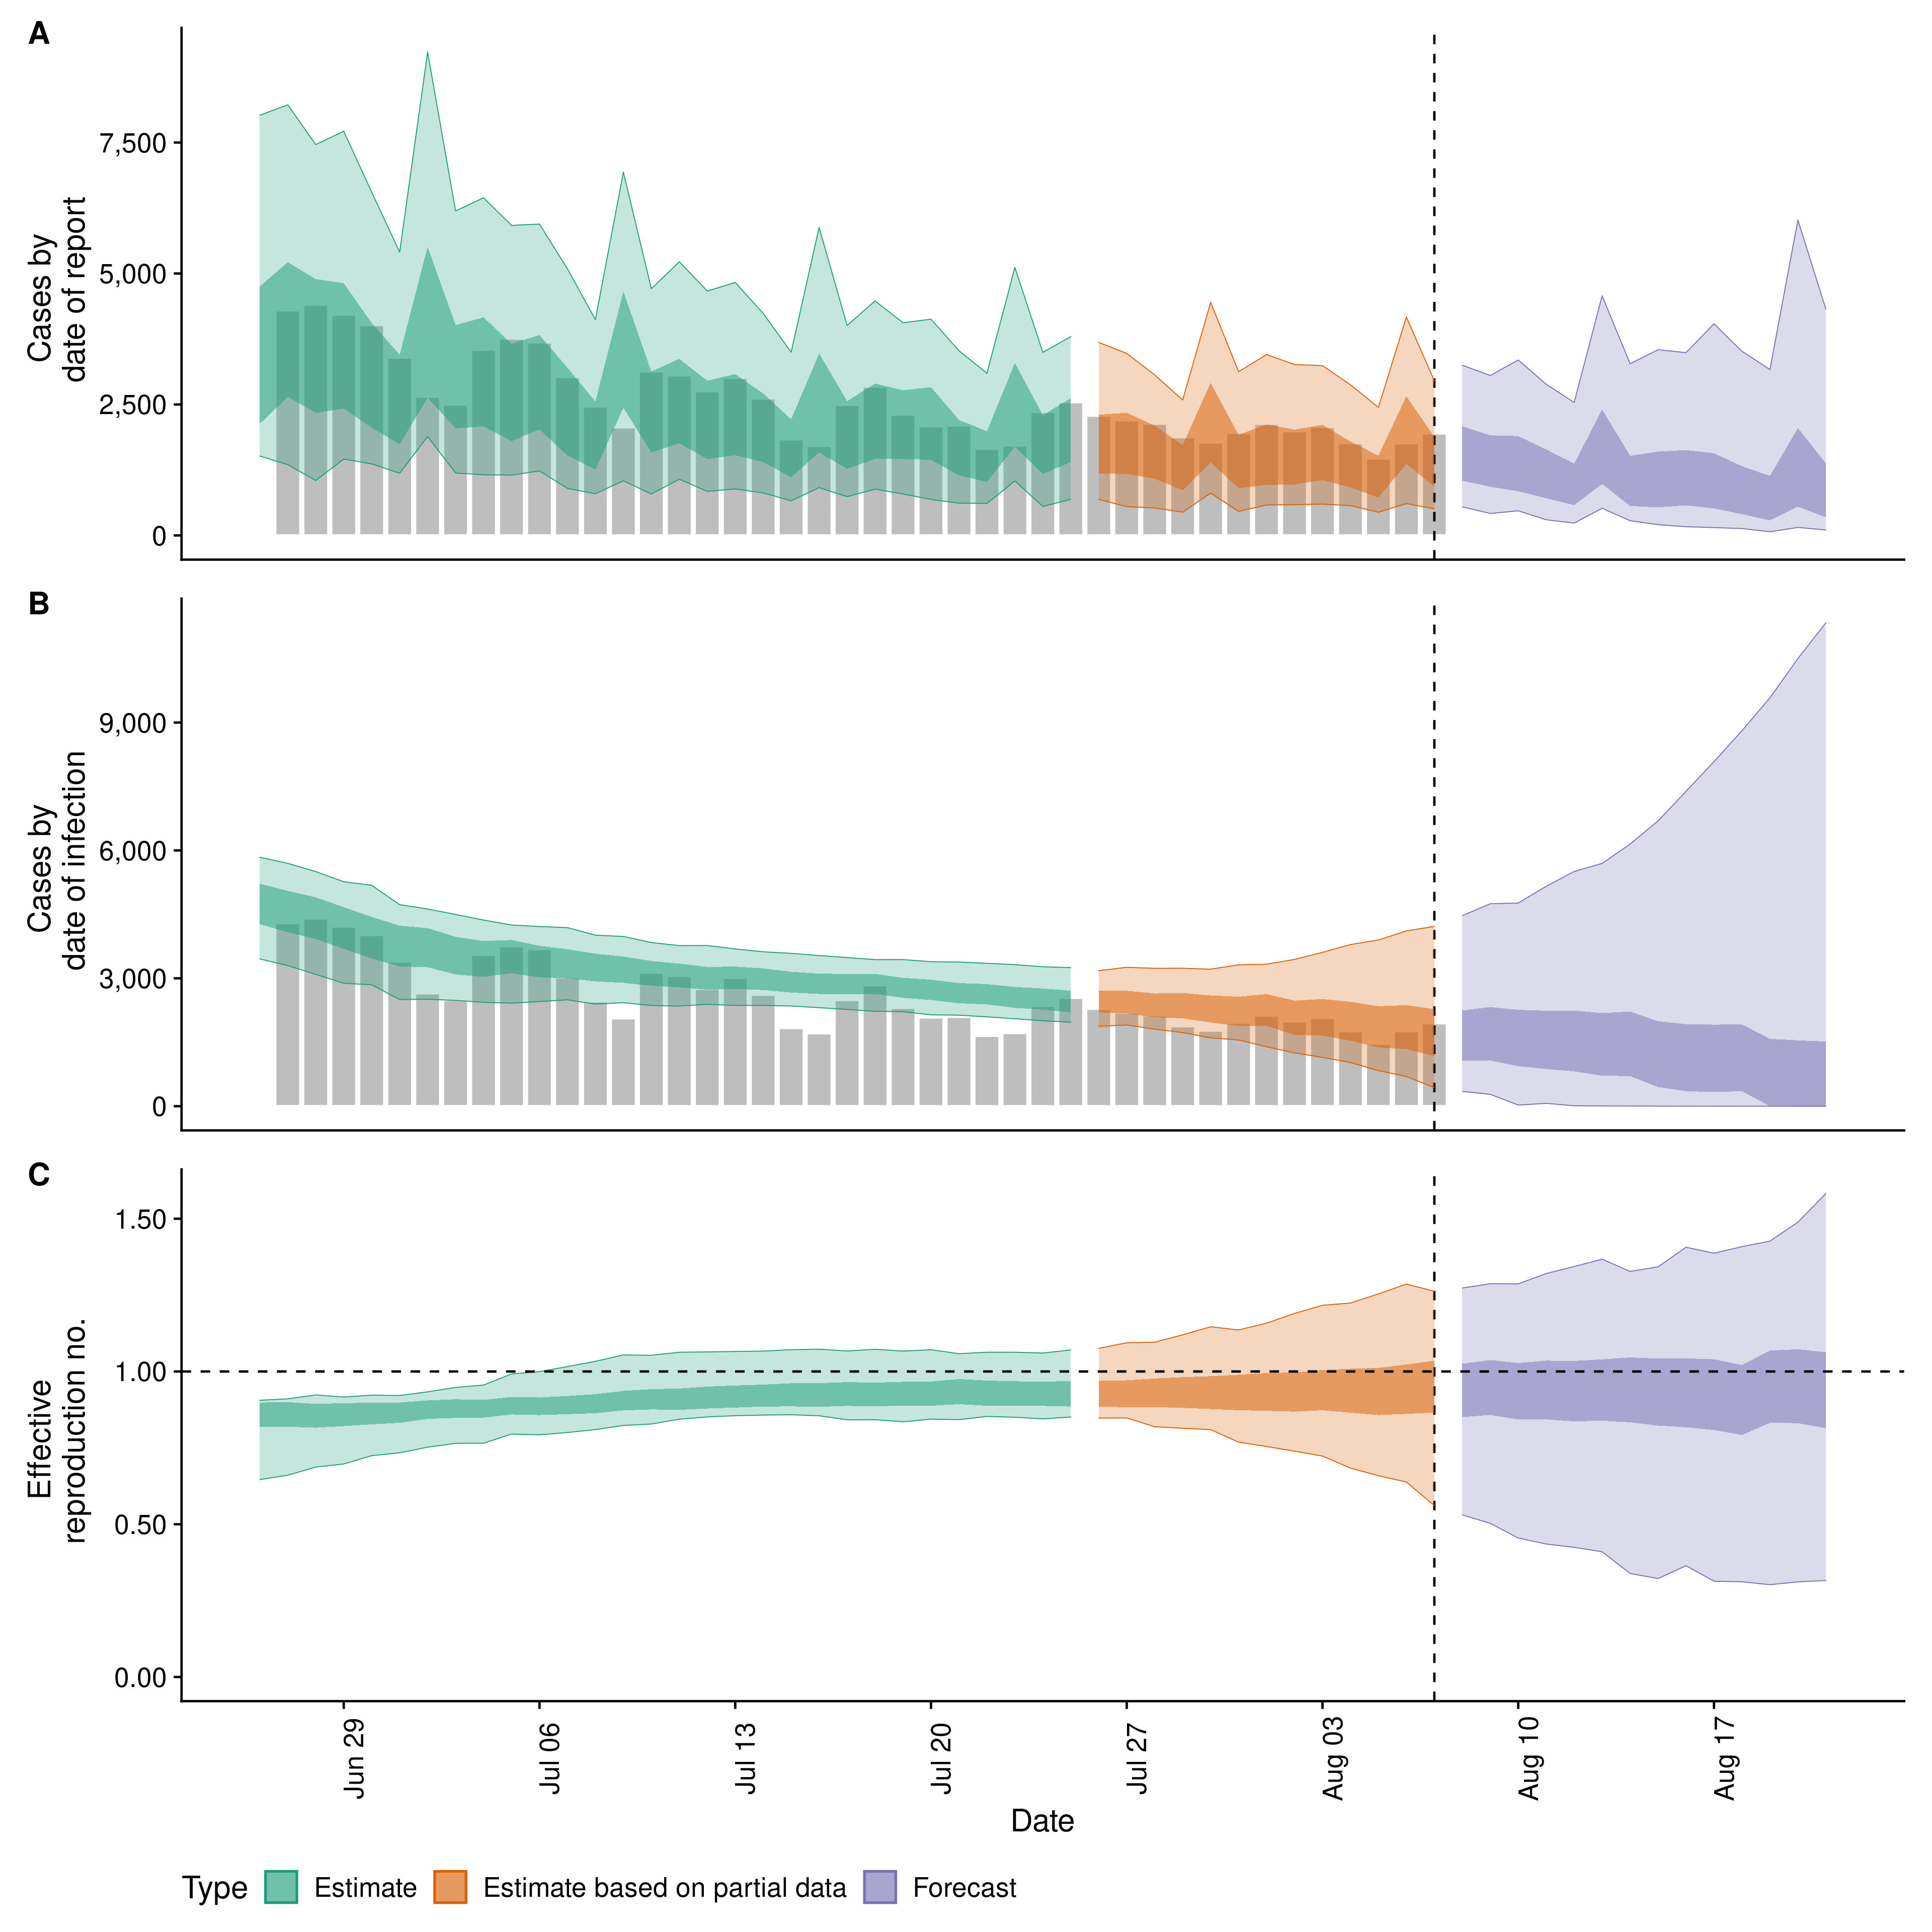 A
Cases by
date of report
7,500
5,000
2,500
0
B
Cases by
date of infection
9,000
6,000
3,000
0
C
Effective
reproduction no.
1.50
1.00
0.50
0.00
Jun 29
Jul 06
Jul 13
Jul 20
Jul 27
Aug 03
Aug 10
Aug 17
Date
Type Estimate Estimate based on partial data Forecast